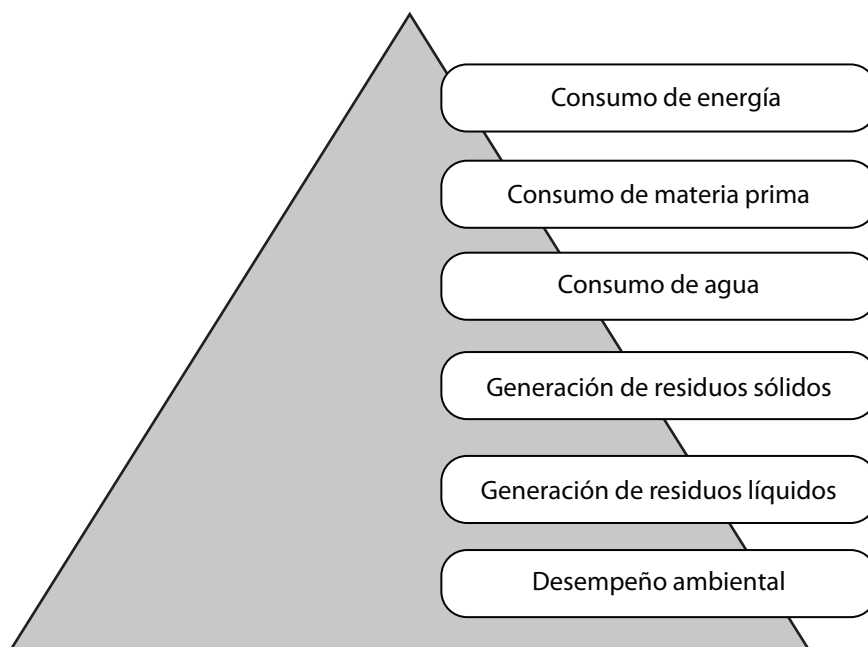 Consumo de energía
Consumo de materia prima
Consumo de agua
Generación de residuos sólidos
Generación de residuos líquidos
Desempeño ambiental